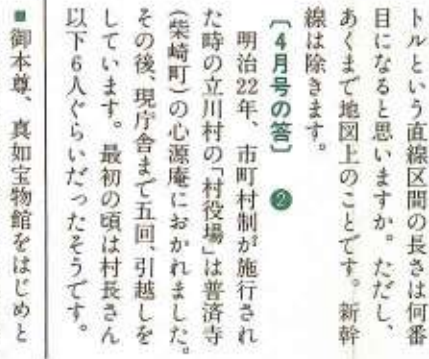 トルという直線区間の長さは何番
目になると思いますか。ただし、
あくまで地図上のことです。新幹
線は除きます。
〔4月号の答〕 ❷
明治22年、市町村制が施行され
た時の立川村の「村役場」は普済寺
(柴崎町)の心源庵におかれました。
その後、現庁舎まで五回、引越しを
しています。最初の頃は村長さん
以下6人ぐらいだったそうです。
■御本尊、真如宝物館をはじめと